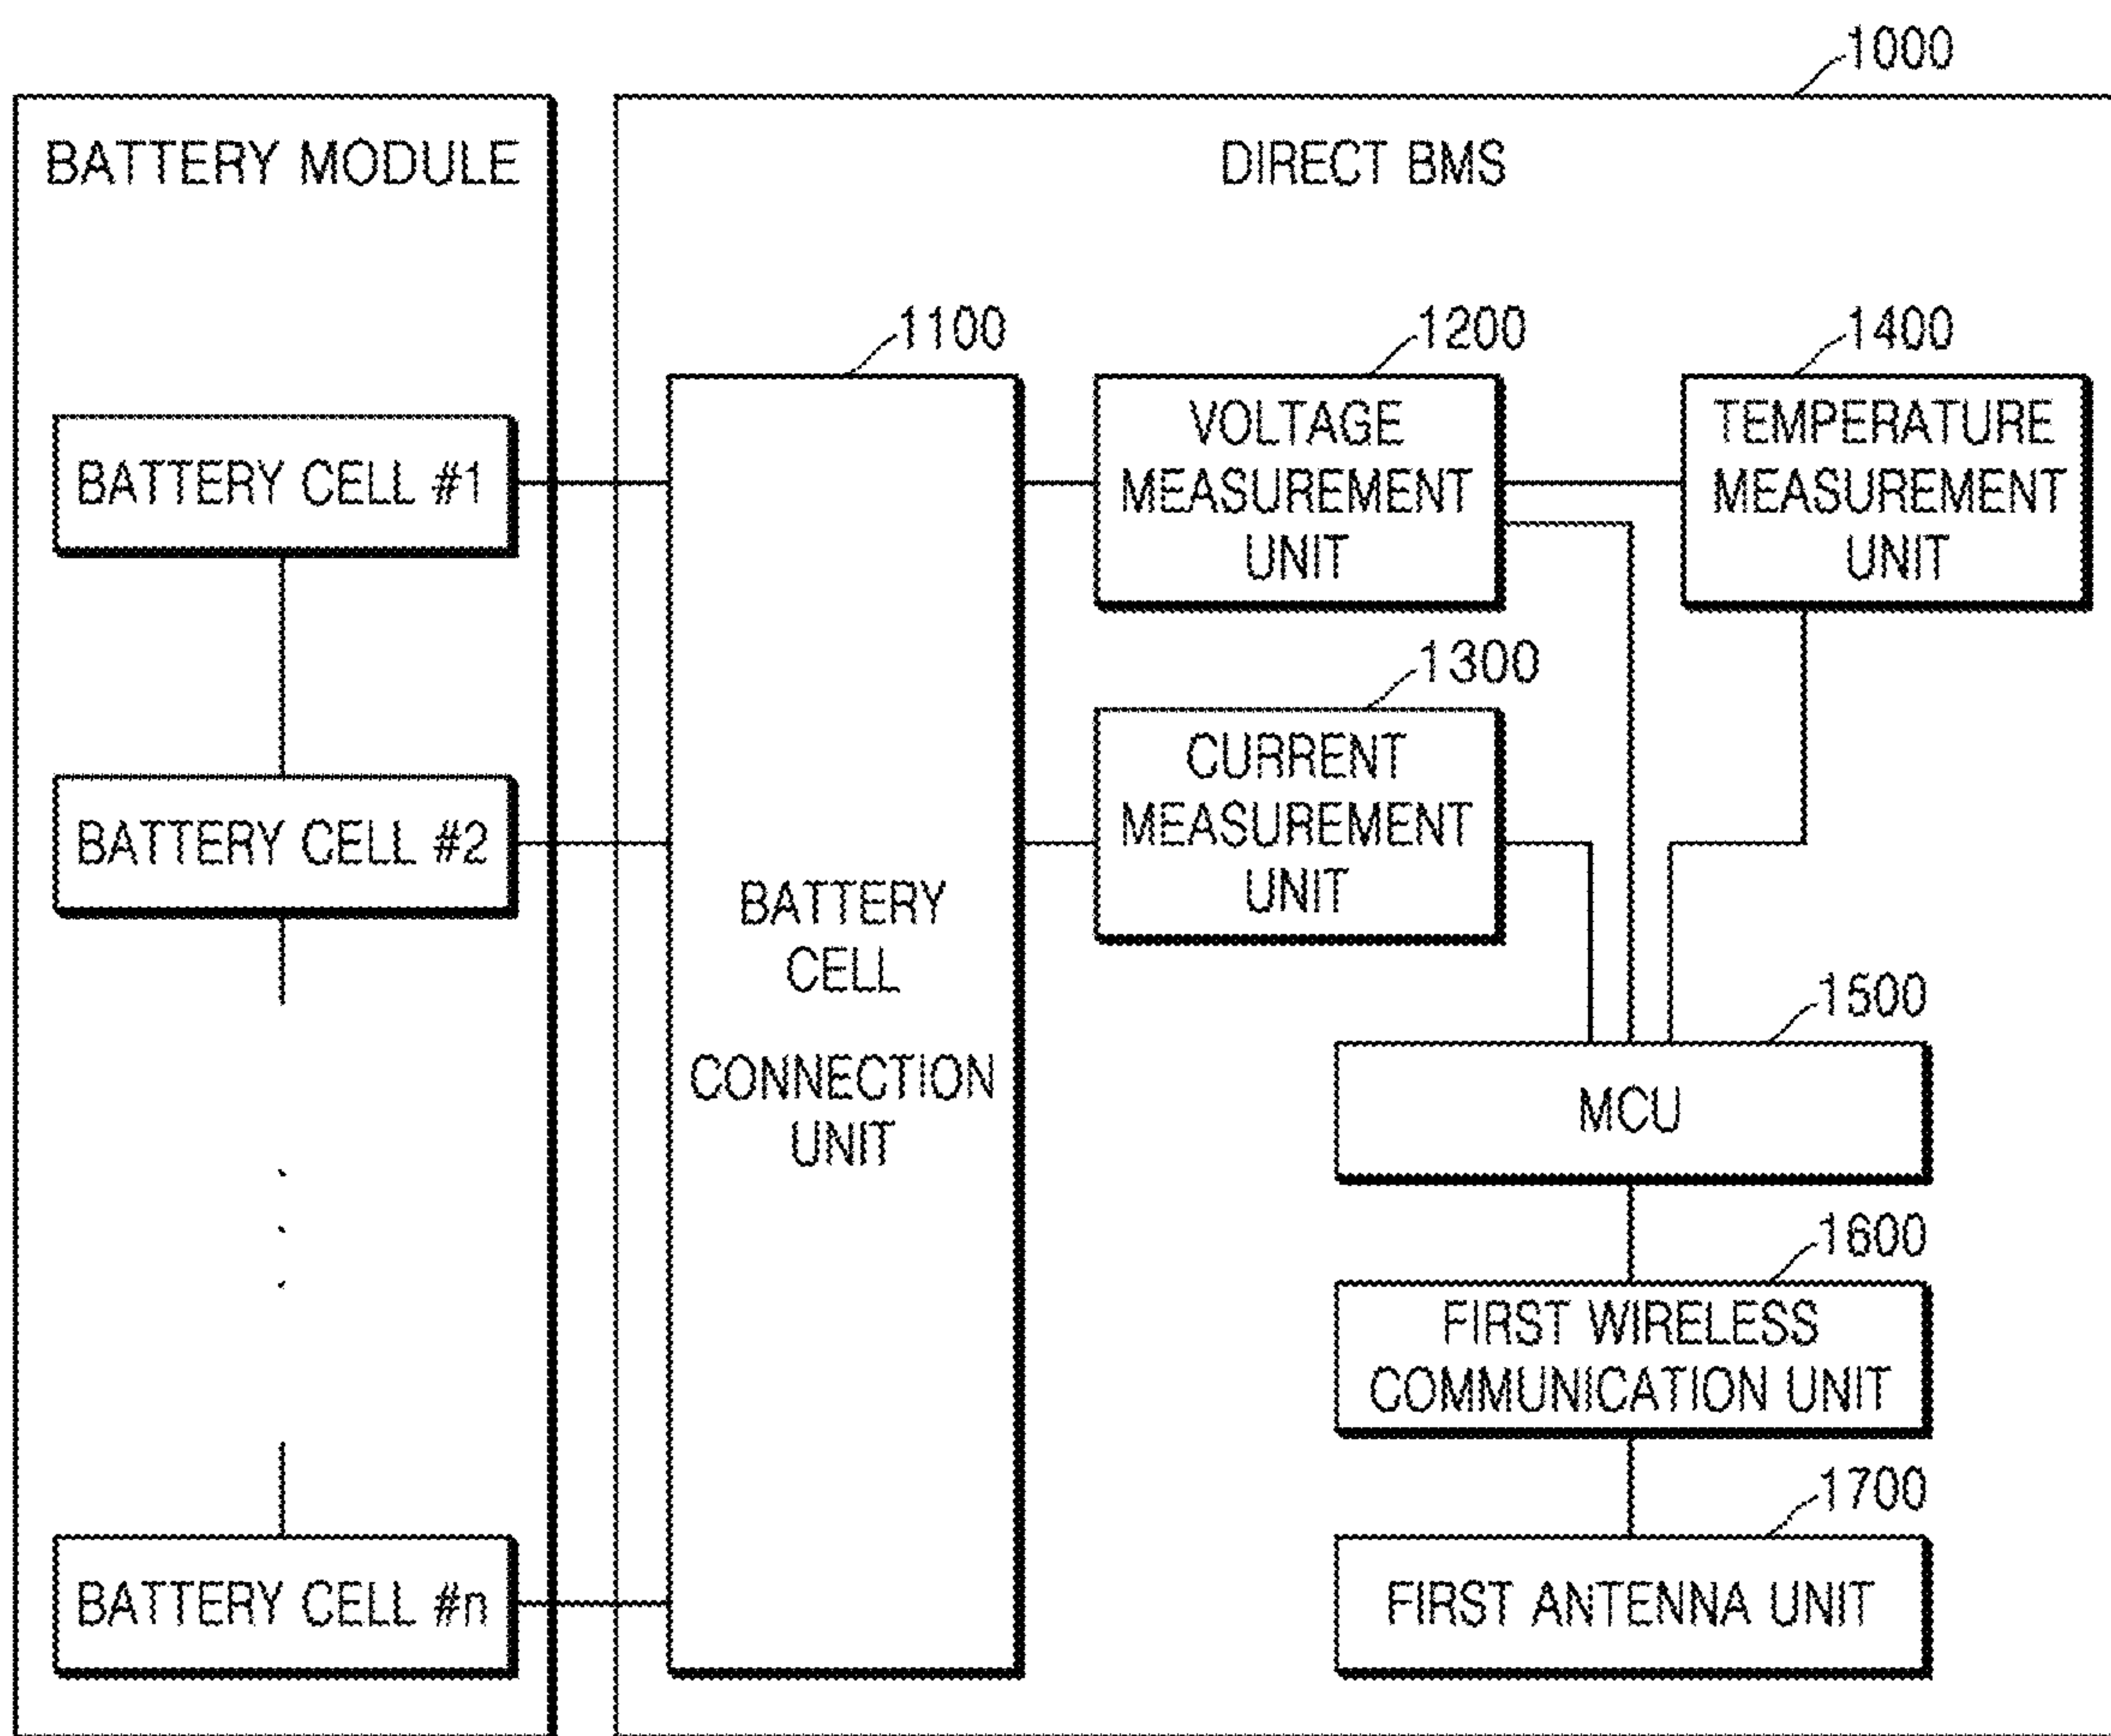 1000
BATTERY MODULE
DIRECT BMS
1100
1200
1400
BATTERY CELL #1
VOLTAGE
MEASUREMENT
UNIT
TEMPERATURE
MEASUREMENT
UNIT
1300
BATTERY CELL #2
CURRENT
MEASUREMENT
UNIT
BATTERY
CELL
CONNECTION
UNIT
1500
MCU
1600
FIRST WIRELESS
COMMUNICATION UNIT
1700
BATTERY CELL #n
FIRST ANTENNA UNIT